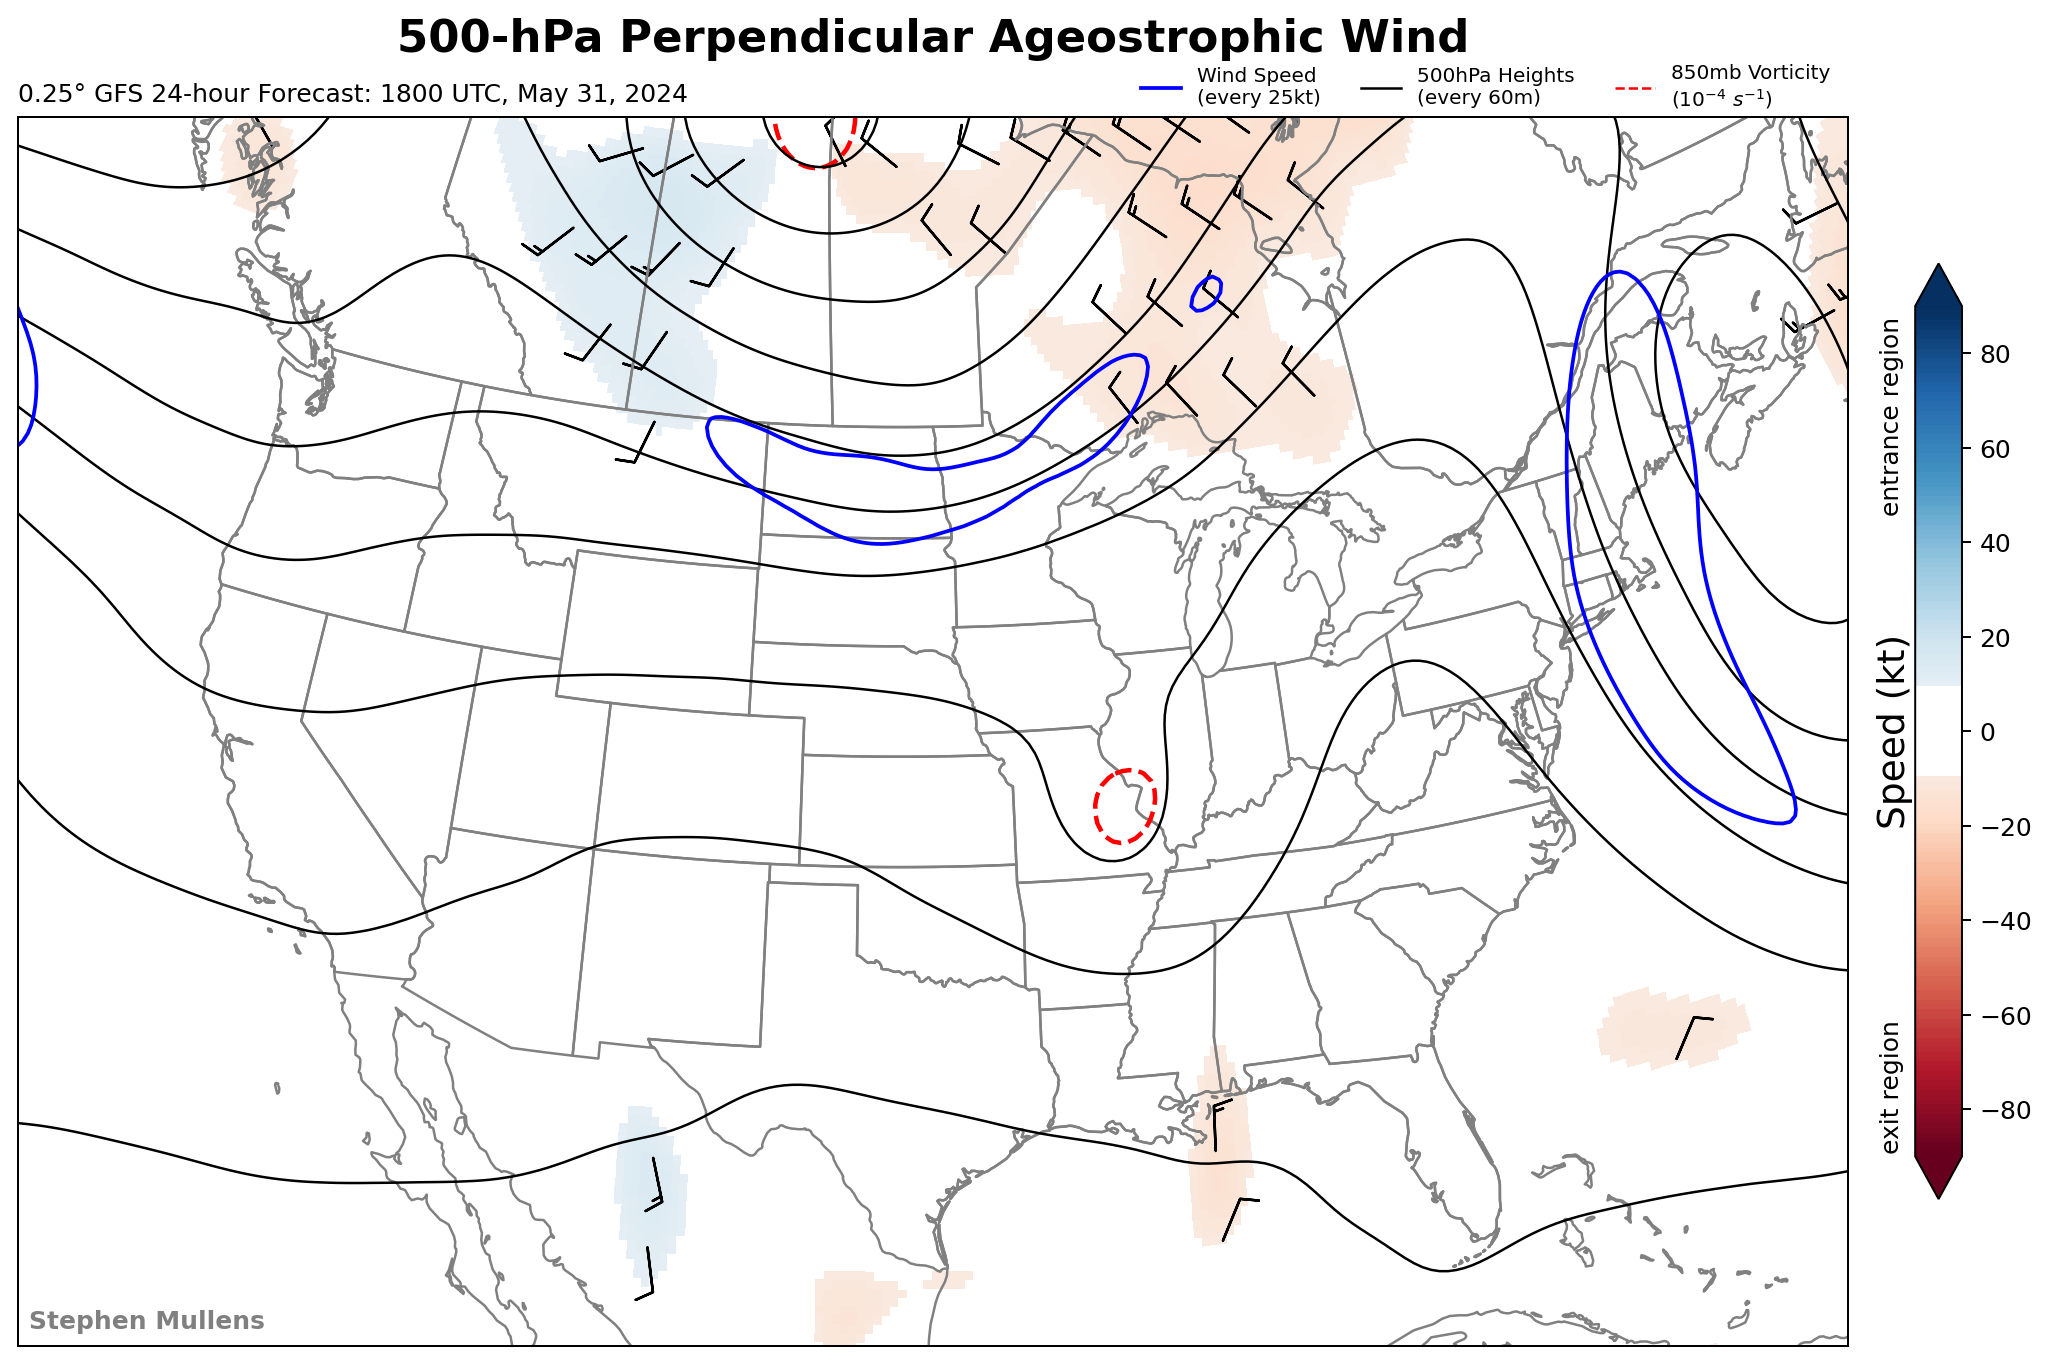 500-hPa Perpendicular Ageostrophic Wind
0.25° GFS 24-hour Forecast: 1800 UTC, May 31, 2024
Wind Speed
(every 25kt)
500hPa Heights
(every 60m)
850mb Vorticity
(10⁻⁴ s⁻¹)
entrance region
Speed (kt)
exit region
80
60
40
20
0
−20
−40
−60
−80
Stephen Mullens